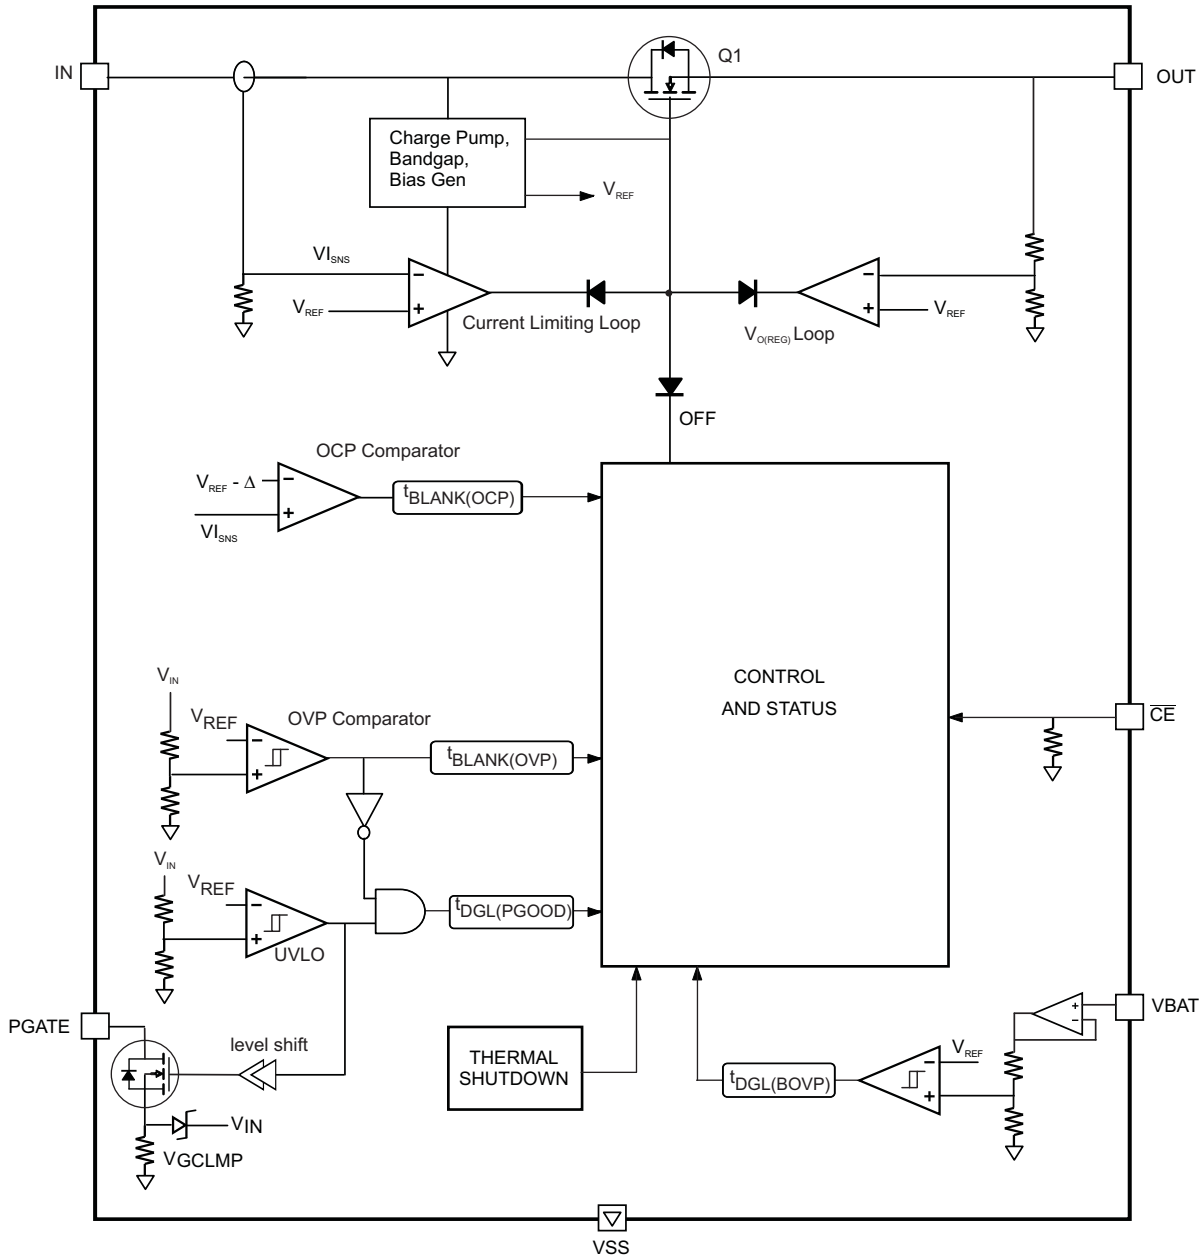 IN
Q1
OUT
Charge Pump,
Bandgap,
Bias Gen
VREF
VISNS
−
+
VREF
Current Limiting Loop
−
+
VREF
VO(REG) Loop
OFF
OCP Comparator
VREF - Δ
−
+
VISNS
tBLANK(OCP)
CONTROL
AND STATUS
VIN
VREF
OVP Comparator
−
+
tBLANK(OVP)
CE
VIN
VREF
−
+
UVLO
tDGL(PGOOD)
PGATE
level shift
VIN
VGCLMP
THERMAL
SHUTDOWN
tDGL(BOVP)
VREF
−
+
+
−
VBAT
VSS